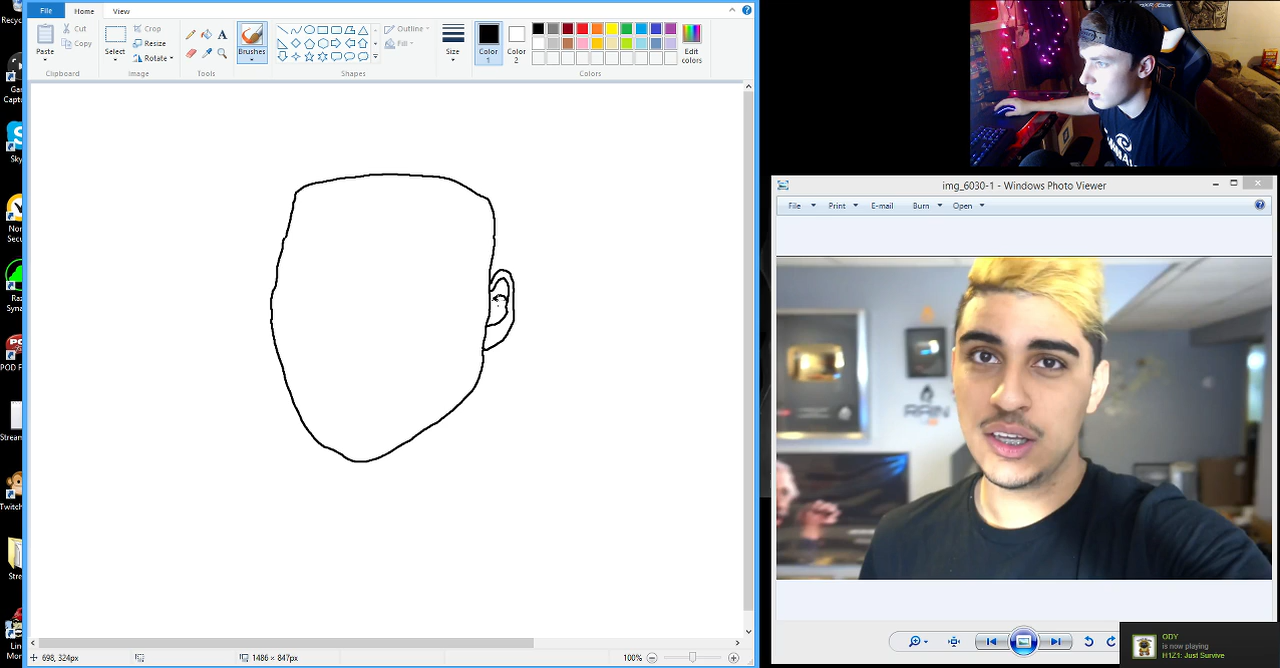 File Home View
Paste
Cut
Copy
Clipboard
Select
Crop
Resize
Rotate
Image
Tools
Brushes
Outline
Fill
Shapes
Size
Color 1
Color 2
Edit colors
Colors
698, 324px
1486 × 847px
100%
img_6030-1 - Windows Photo Viewer
File Print E-mail Burn Open
RAIN
ODY
is now playing
H1Z1: Just Survive